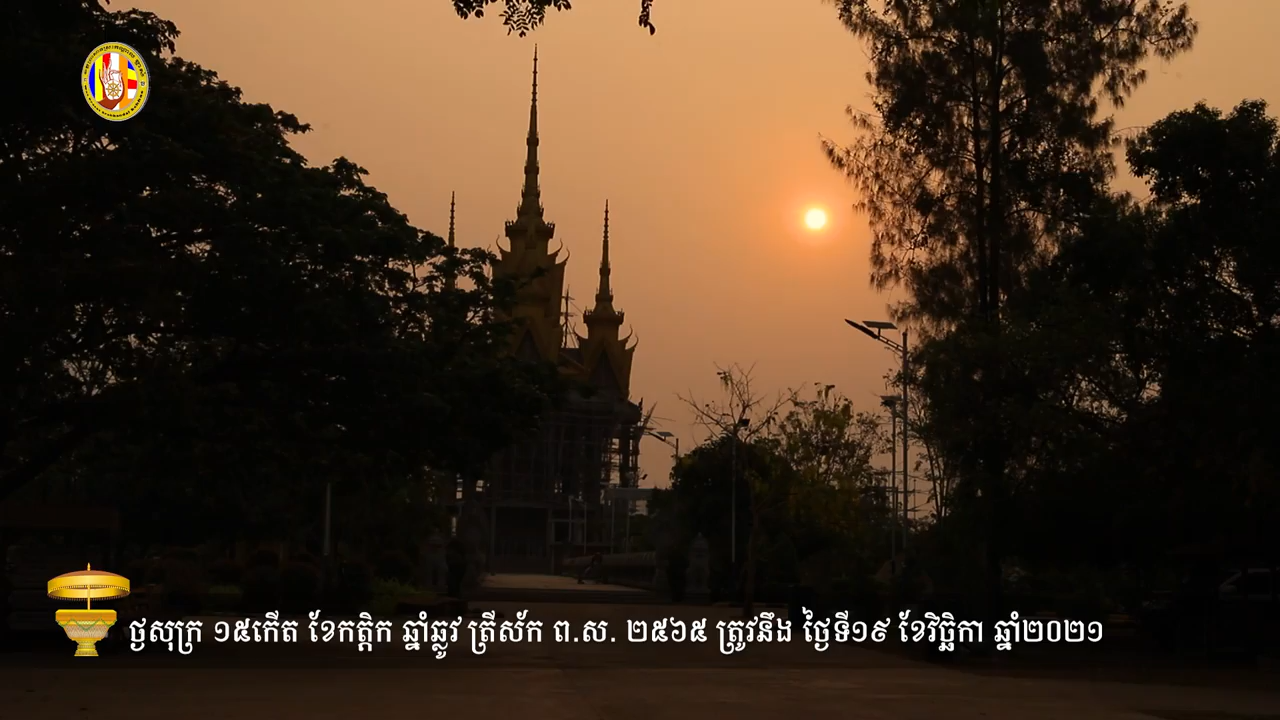 ថ្ងៃសុក្រ ១៥កើត ខែកត្តិក ឆ្នាំឆ្លូវ ត្រីស័ក ព.ស. ២៥៦៥ ត្រូវនឹង ថ្ងៃទី១៩ ខែវិច្ឆិកា ឆ្នាំ២០២១